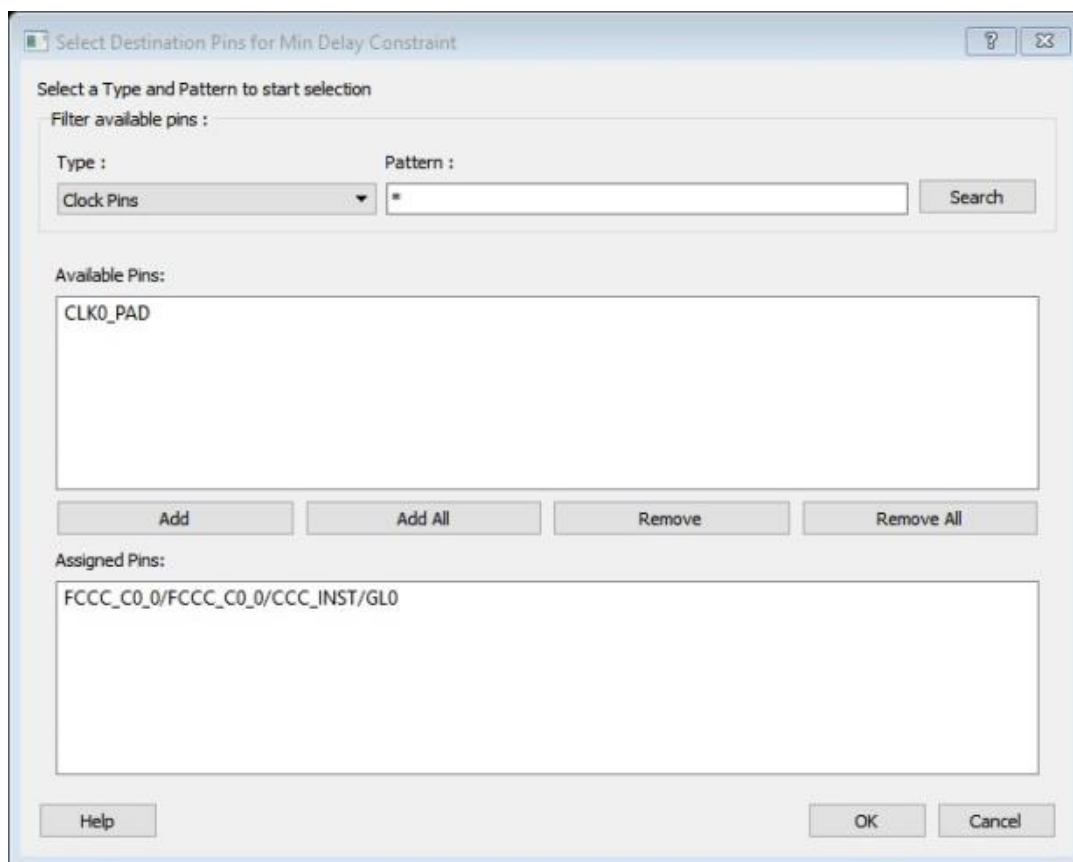 Select Destination Pins for Min Delay Constraint
Select a Type and Pattern to start selection
Filter available pins :
Type : Pattern :
Clock Pins * Search
Available Pins:
CLK0_PAD
Add Add All Remove Remove All
Assigned Pins:
FCCC_C0_0/FCCC_C0_0/CCC_INST/GL0
Help OK Cancel